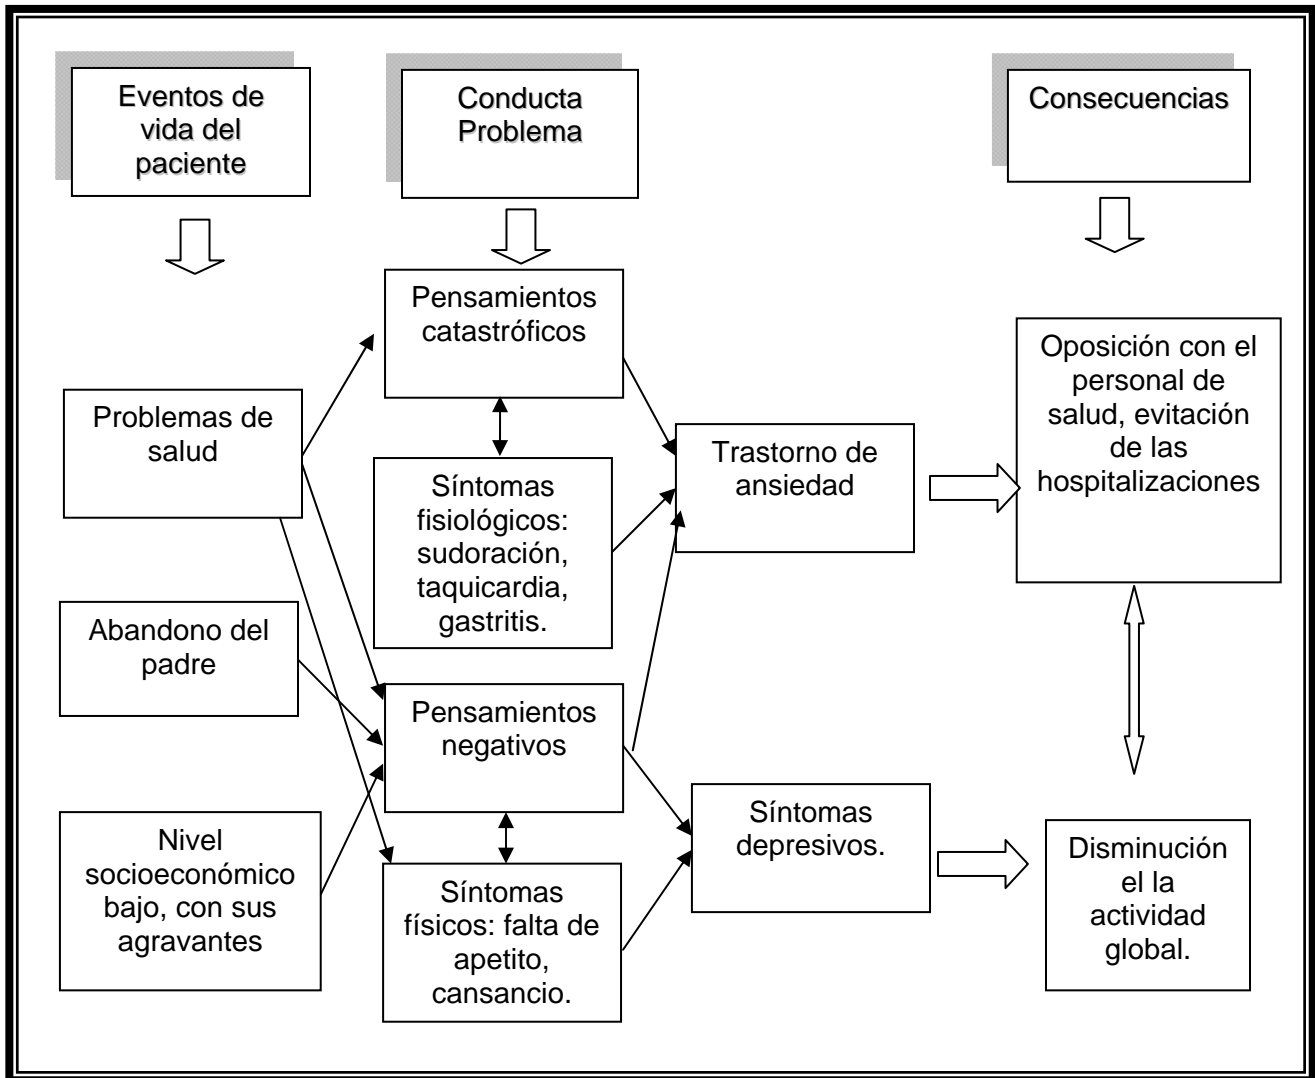 Eventos de
vida del
paciente
Conducta
Problema
Consecuencias
Pensamientos
catastróficos
Problemas de
salud
Síntomas
fisiológicos:
sudoración,
taquicardia,
gastritis.
Trastorno de
ansiedad
Oposición con el
personal de
salud, evitación
de las
hospitalizaciones
Abandono del
padre
Pensamientos
negativos
Nivel
socioeconómico
bajo, con sus
agravantes
Síntomas
físicos: falta de
apetito,
cansancio.
Síntomas
depresivos.
Disminución
el la
actividad
global.